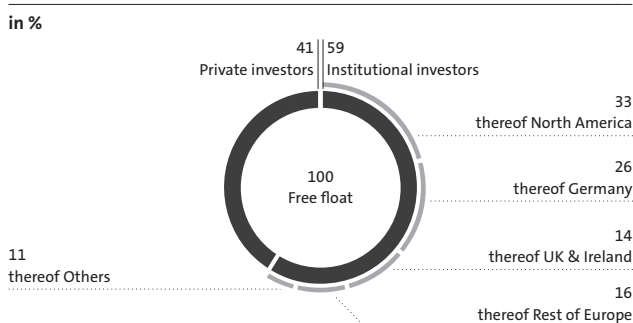 in %
41
Private investors
59
Institutional investors
33
thereof North America
26
thereof Germany
100
Free float
14
thereof UK & Ireland
11
thereof Others
16
thereof Rest of Europe